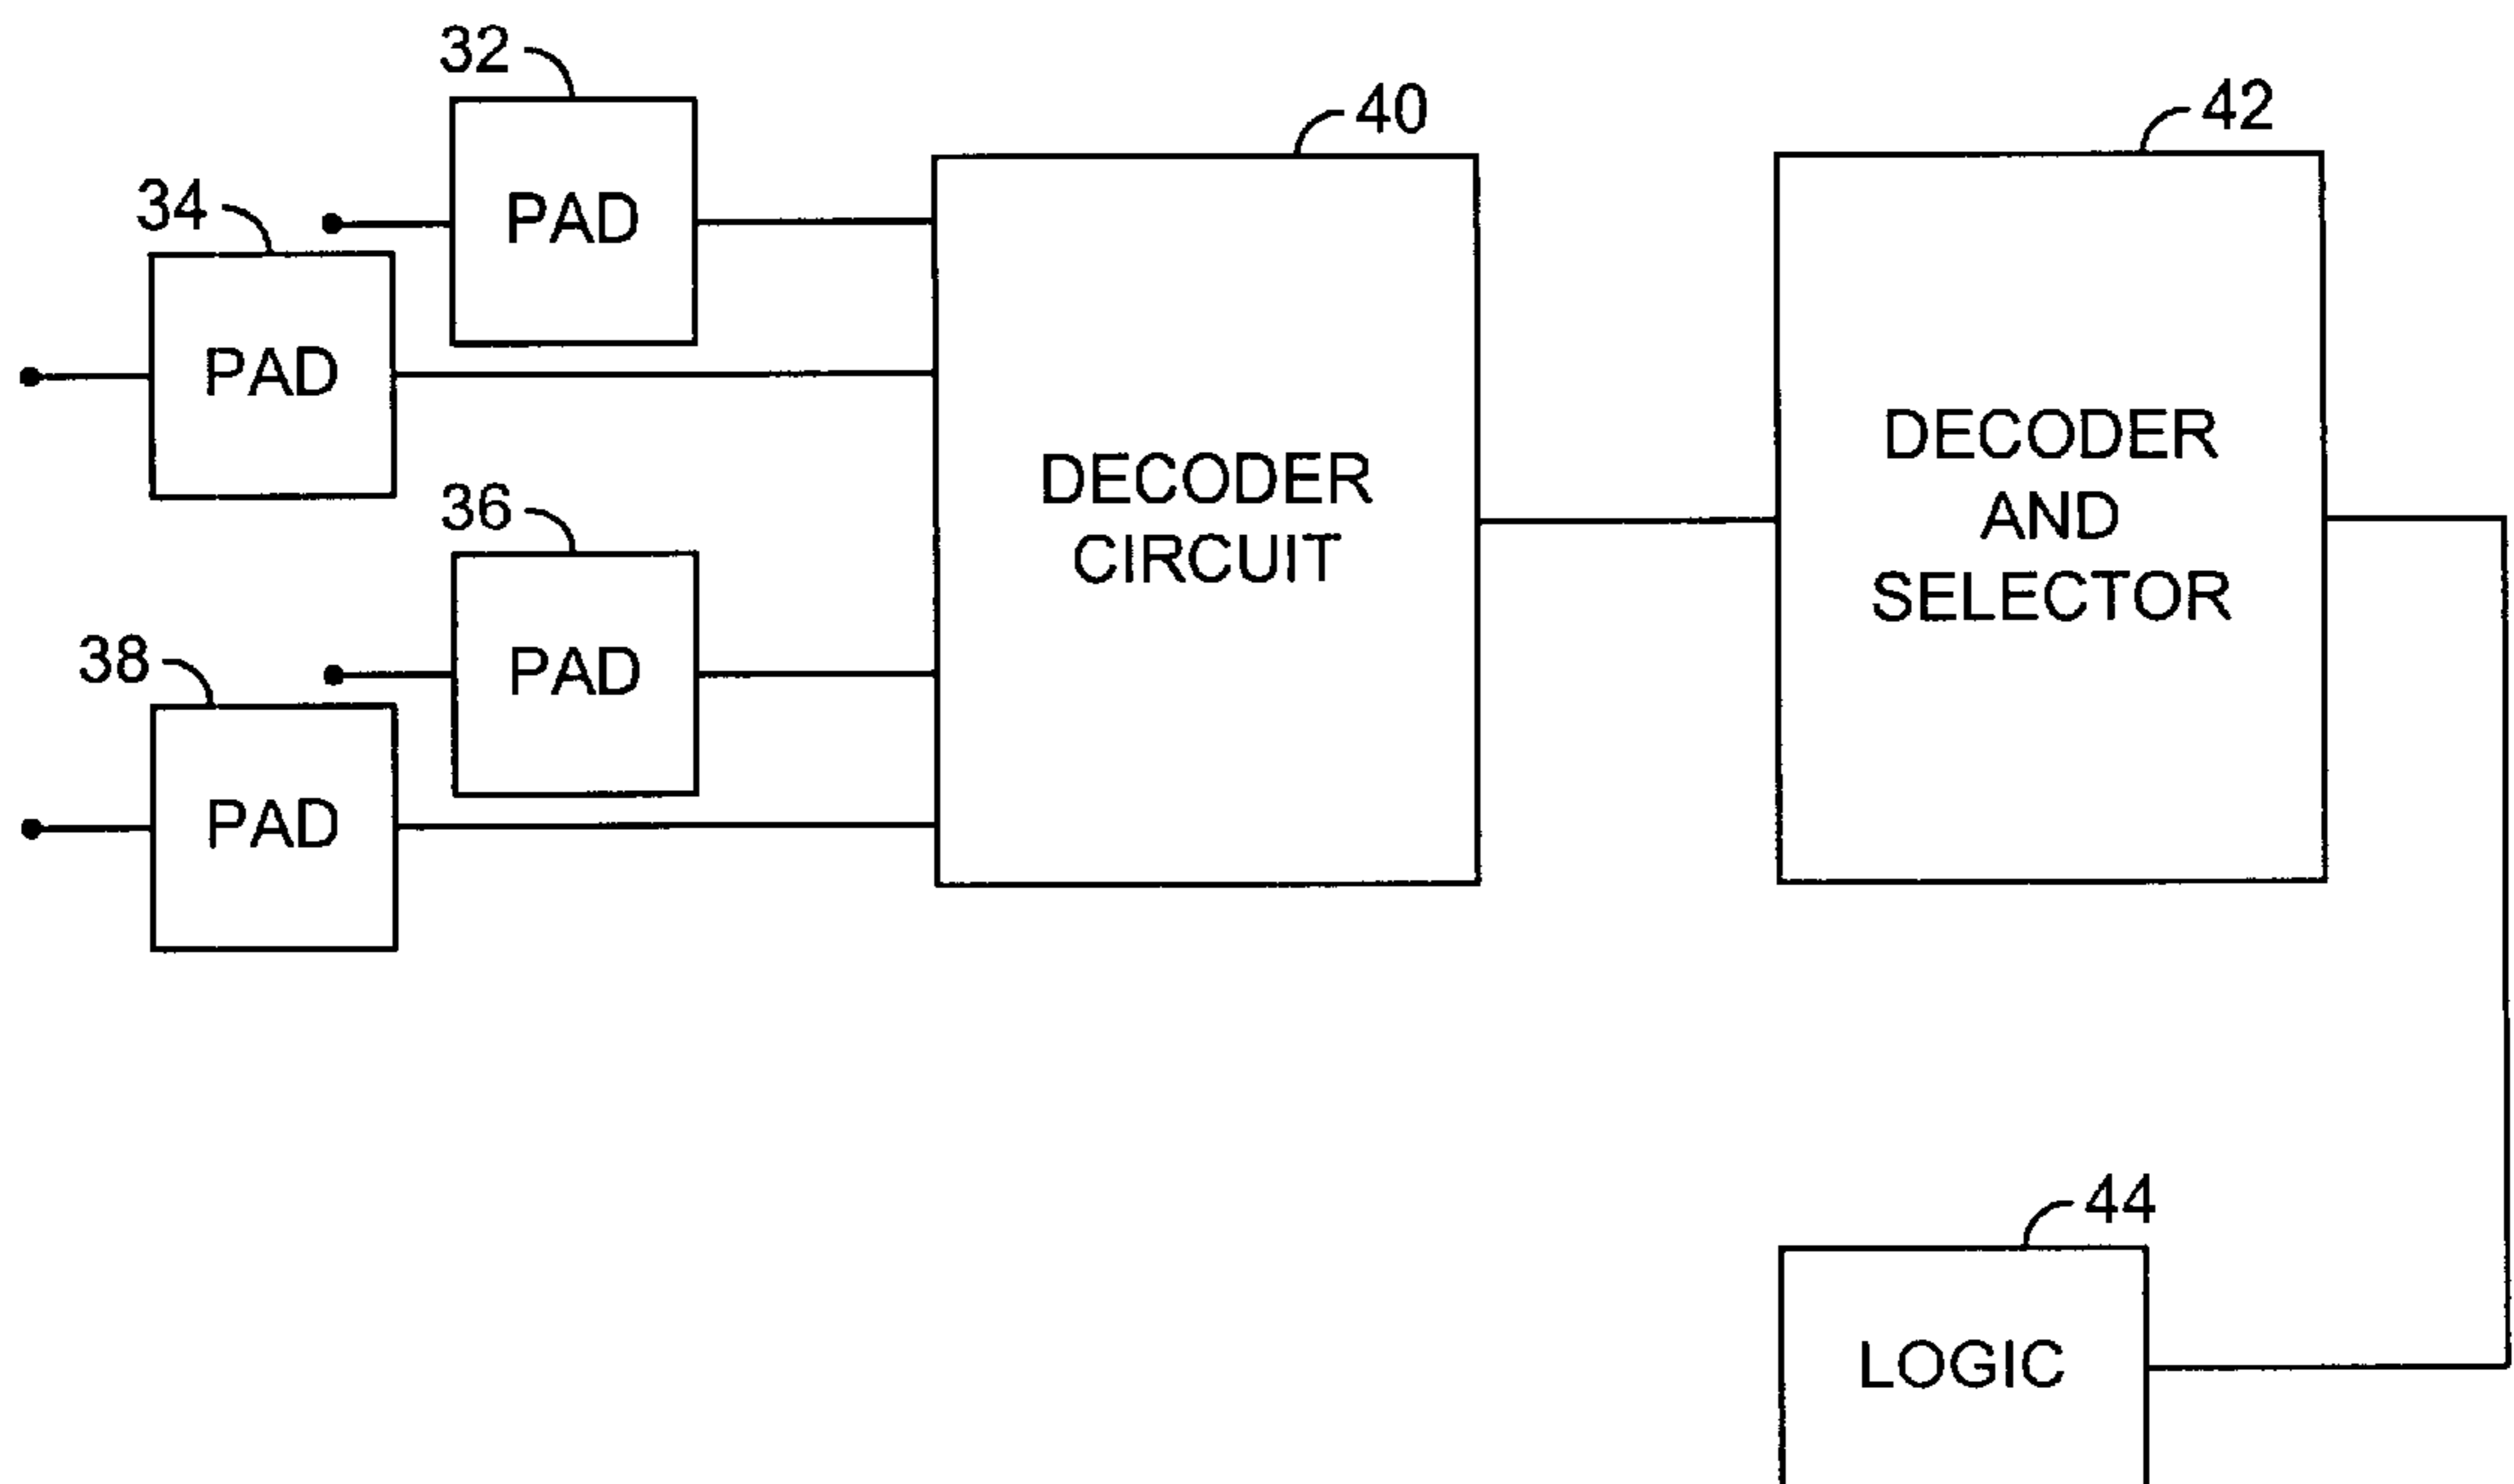 32
40
42
34
PAD
PAD
DECODER
CIRCUIT
DECODER
AND
SELECTOR
36
38
PAD
PAD
44
LOGIC